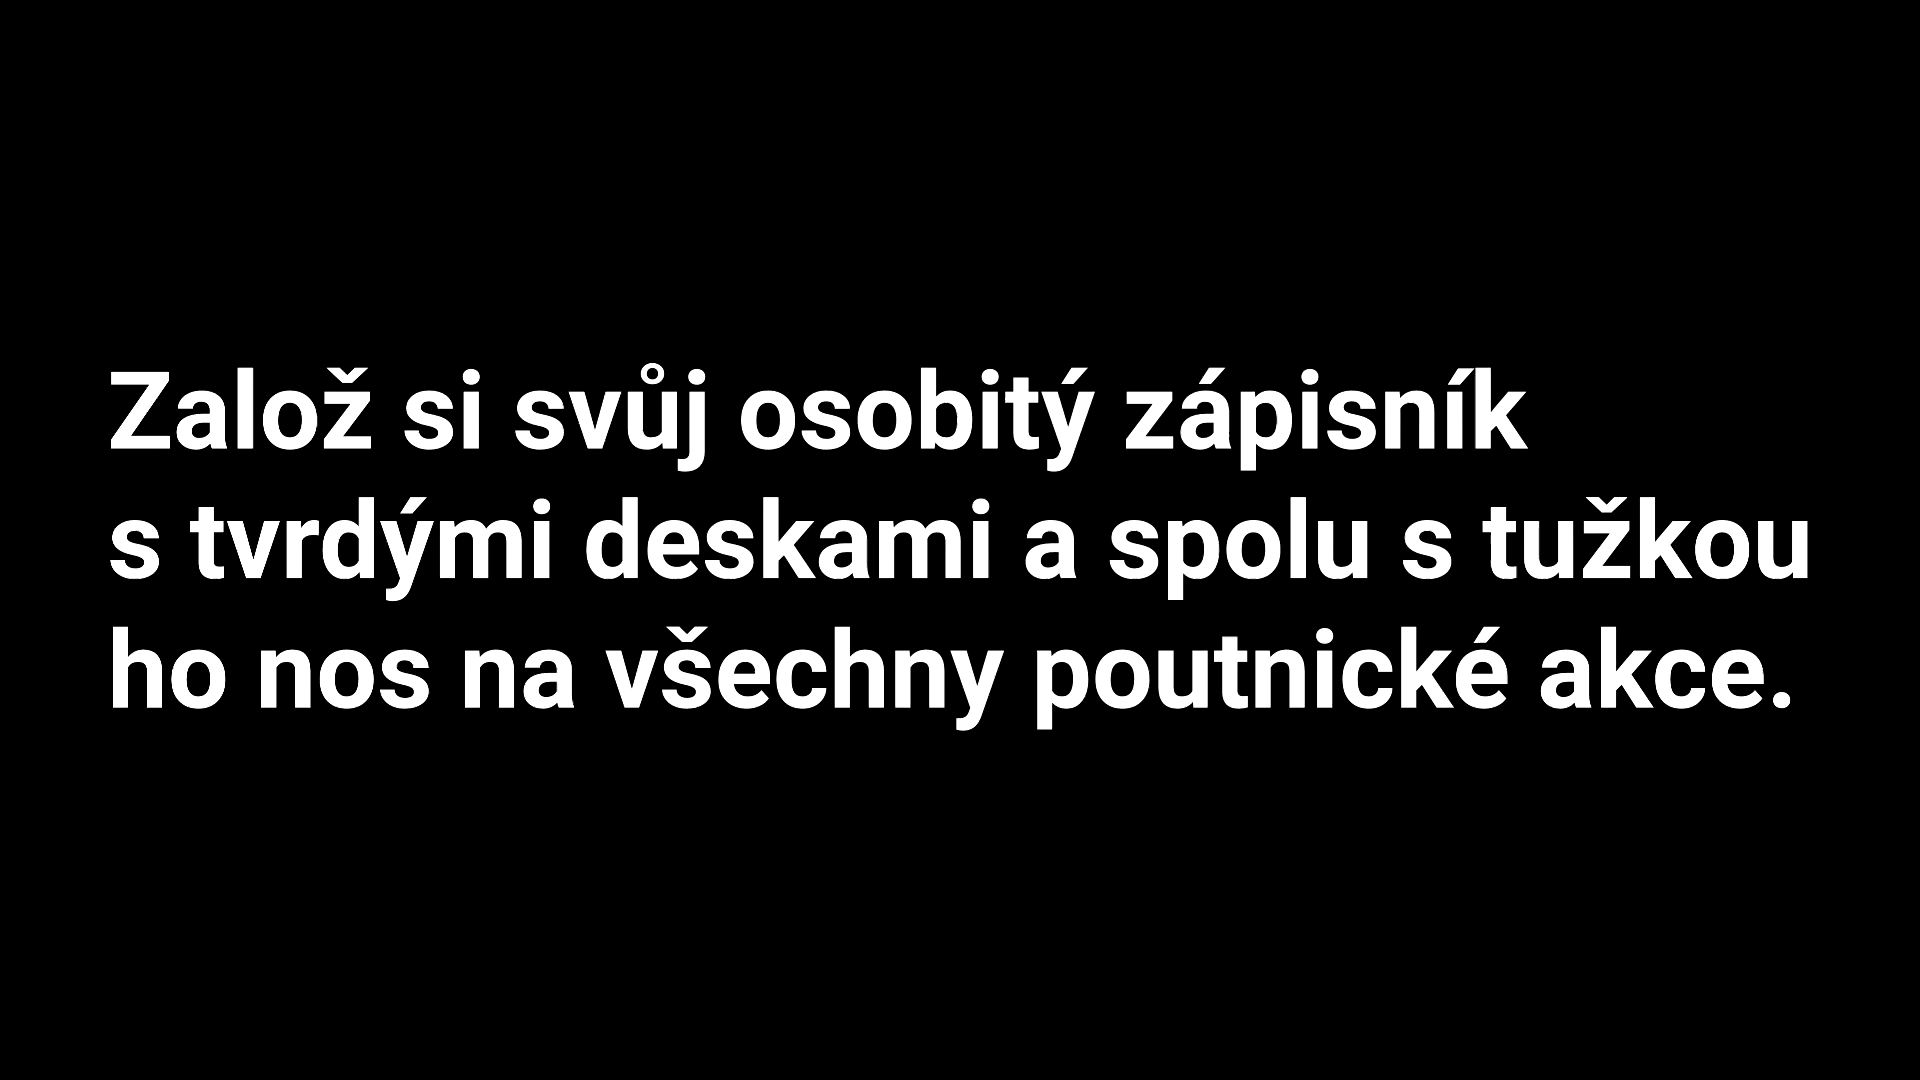 Založ si svůj osobitý zápisník
s tvrdými deskami a spolu s tužkou
ho nos na všechny poutnické akce.